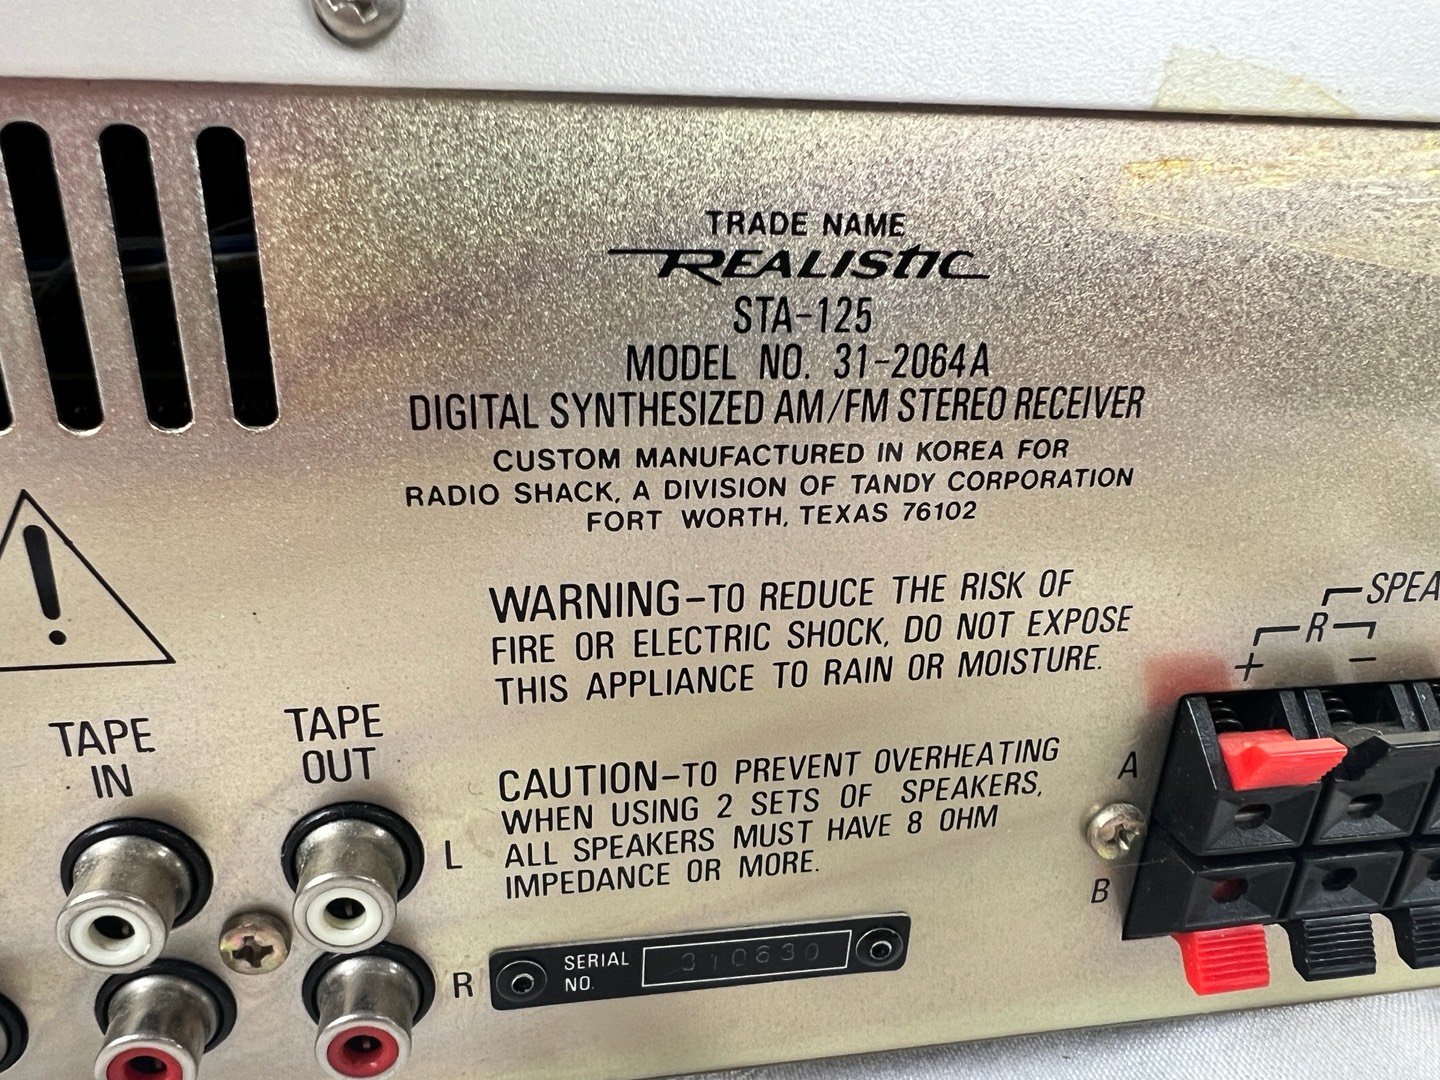 TRADE NAME
REALISTIC
STA-125
MODEL NO. 31-2064A
DIGITAL SYNTHESIZED AM/FM STEREO RECEIVER
CUSTOM MANUFACTURED IN KOREA FOR
RADIO SHACK, A DIVISION OF TANDY CORPORATION
FORT WORTH, TEXAS 76102
WARNING-TO REDUCE THE RISK OF
FIRE OR ELECTRIC SHOCK, DO NOT EXPOSE
THIS APPLIANCE TO RAIN OR MOISTURE.
CAUTION-TO PREVENT OVERHEATING
WHEN USING 2 SETS OF SPEAKERS,
ALL SPEAKERS MUST HAVE 8 OHM
IMPEDANCE OR MORE.
TAPE
IN
TAPE
OUT
L
R
SERIAL
NO.
310630
SPEA
R
+ −
A
B